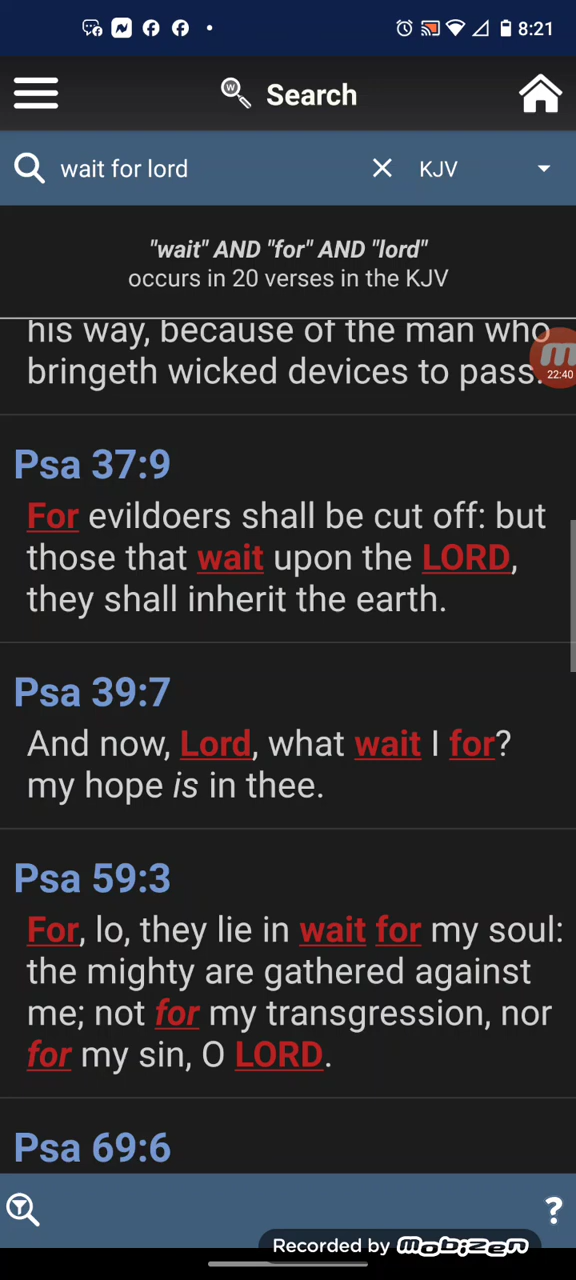 8:21
Search
wait for lord
KJV
"wait" AND "for" AND "lord"
occurs in 20 verses in the KJV
his way, because of the man who
bringeth wicked devices to pass.
22:40
Psa 37:9
For evildoers shall be cut off: but
those that wait upon the LORD,
they shall inherit the earth.
Psa 39:7
And now, Lord, what wait I for?
my hope is in thee.
Psa 59:3
For, lo, they lie in wait for my soul:
the mighty are gathered against
me; not for my transgression, nor
for my sin, O LORD.
Psa 69:6
?
Recorded by mobizen